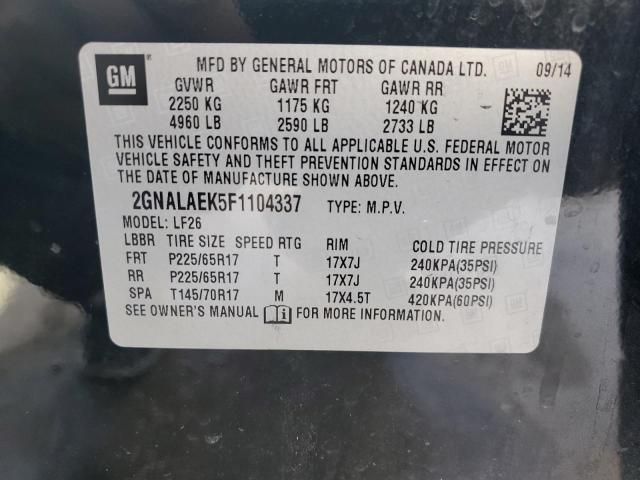 GM
MFD BY GENERAL MOTORS OF CANADA LTD. 09/14
GVWR GAWR FRT GAWR RR
2250 KG 1175 KG 1240 KG
4960 LB 2590 LB 2733 LB
THIS VEHICLE CONFORMS TO ALL APPLICABLE U.S. FEDERAL MOTOR
VEHICLE SAFETY AND THEFT PREVENTION STANDARDS IN EFFECT ON
THE DATE OF MANUFACTURE SHOWN ABOVE.
2GNALAEK5F1104337 TYPE: M.P.V.
MODEL: LF26
LBBR TIRE SIZE SPEED RTG RIM COLD TIRE PRESSURE
FRT P225/65R17 T 17X7J 240KPA(35PSI)
RR P225/65R17 T 17X7J 240KPA(35PSI)
SPA T145/70R17 M 17X4.5T 420KPA(60PSI)
SEE OWNER'S MANUAL FOR MORE INFORMATION.